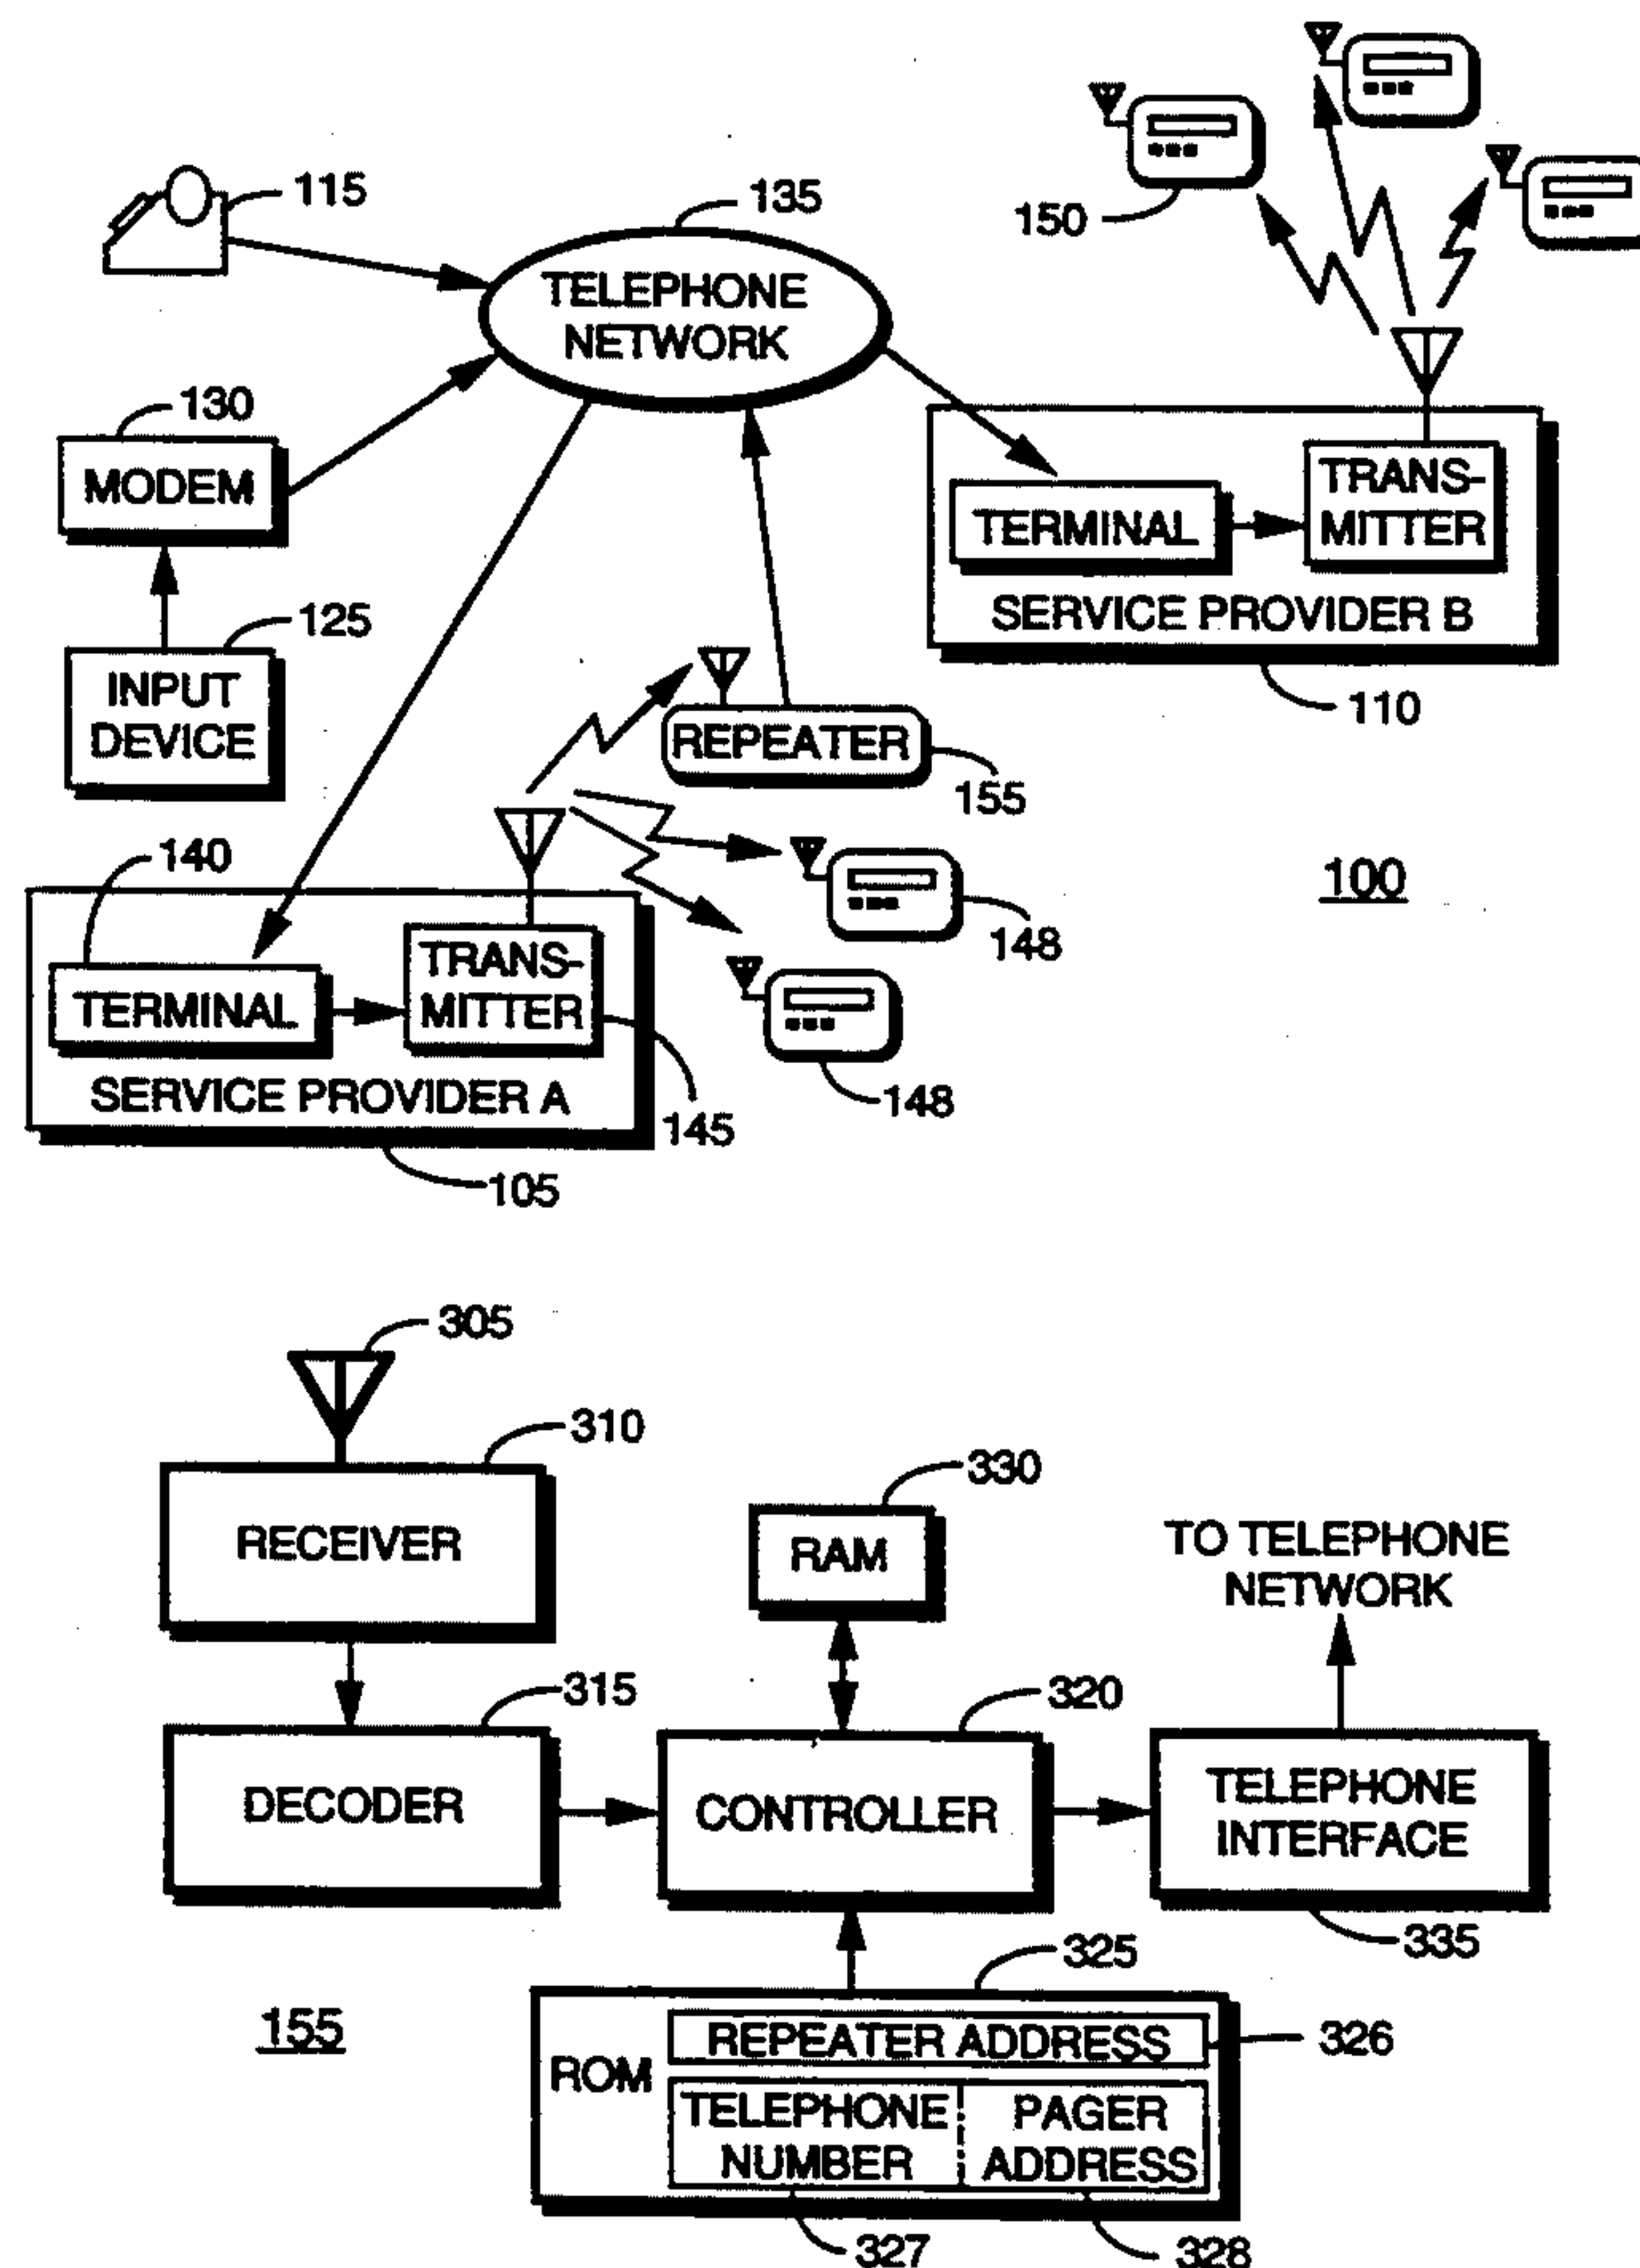 115
135
150
TELEPHONE
NETWORK
130
MODEM
TRANS-
MITTER
TERMINAL
SERVICE PROVIDER B
110
125
INPUT
DEVICE
REPEATER
155
140
148
100
TRANS-
MITTER
TERMINAL
SERVICE PROVIDER A
148
145
105
305
310
330
RECEIVER
RAM
TO TELEPHONE
NETWORK
315
320
DECODER
CONTROLLER
TELEPHONE
INTERFACE
335
325
155
REPEATER ADDRESS
326
ROM
TELEPHONE
NUMBER
PAGER
ADDRESS
327
328